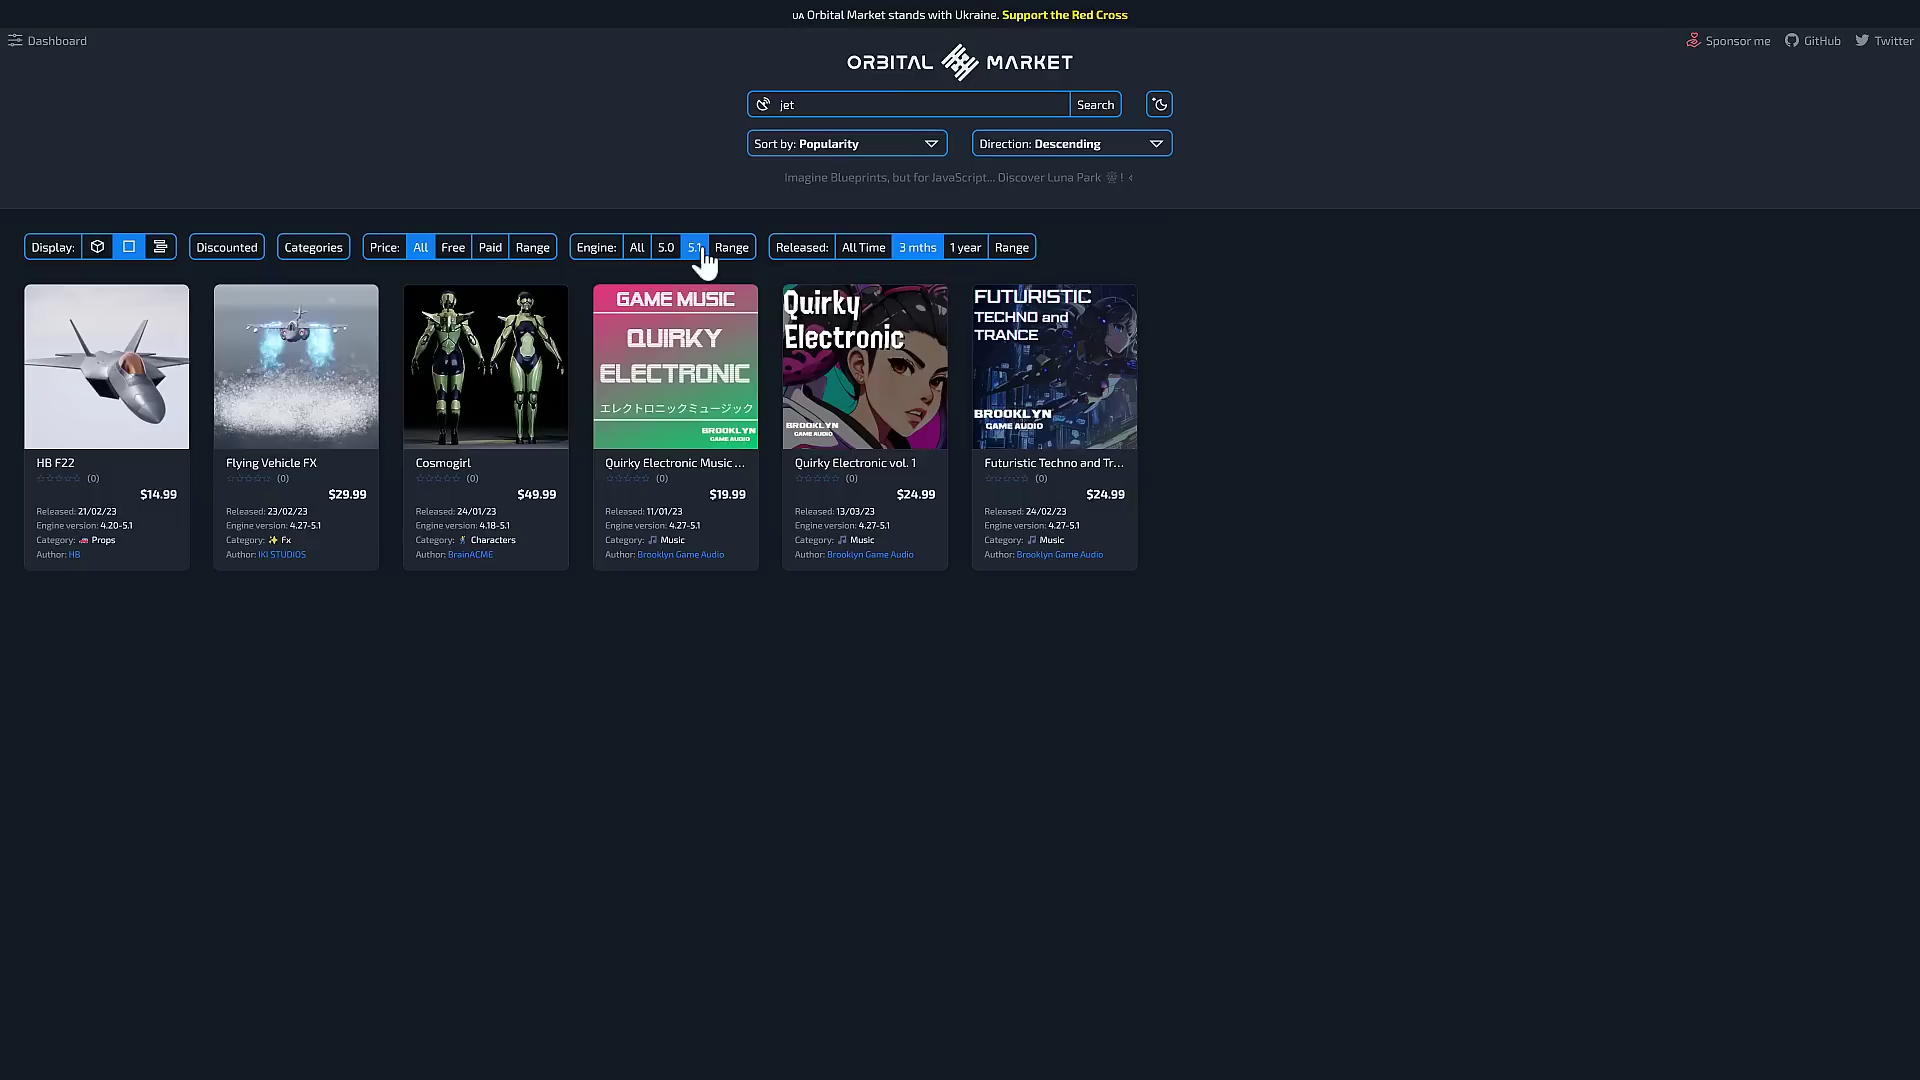 UA Orbital Market stands with Ukraine. Support the Red Cross
Dashboard
Sponsor me GitHub Twitter
ORBITAL MARKET
jet Search
Sort by: Popularity Direction: Descending
Imagine Blueprints, but for JavaScript... Discover Luna Park 🎡 ! ‹
Display: Discounted Categories Price: All Free Paid Range Engine: All 5.0 5.1 Range Released: All Time 3 mths 1 year Range
GAME MUSIC
QUIRKY
ELECTRONIC
エレクトロニックミュージック
BROOKLYN
GAME AUDIO
Quirky
Electronic
BROOKLYN
GAME AUDIO
FUTURISTIC
TECHNO and
TRANCE
BROOKLYN
GAME AUDIO
HB F22
(0)
$14.99
Released: 21/02/23
Engine version: 4.20-5.1
Category: Props
Author: HB
Flying Vehicle FX
(0)
$29.99
Released: 23/02/23
Engine version: 4.27-5.1
Category: Fx
Author: IKI STUDIOS
Cosmogirl
(0)
$49.99
Released: 24/01/23
Engine version: 4.18-5.1
Category: Characters
Author: BrainACME
Quirky Electronic Music ...
(0)
$19.99
Released: 11/01/23
Engine version: 4.27-5.1
Category: Music
Author: Brooklyn Game Audio
Quirky Electronic vol. 1
(0)
$24.99
Released: 13/03/23
Engine version: 4.27-5.1
Category: Music
Author: Brooklyn Game Audio
Futuristic Techno and Tr...
(0)
$24.99
Released: 24/02/23
Engine version: 4.27-5.1
Category: Music
Author: Brooklyn Game Audio